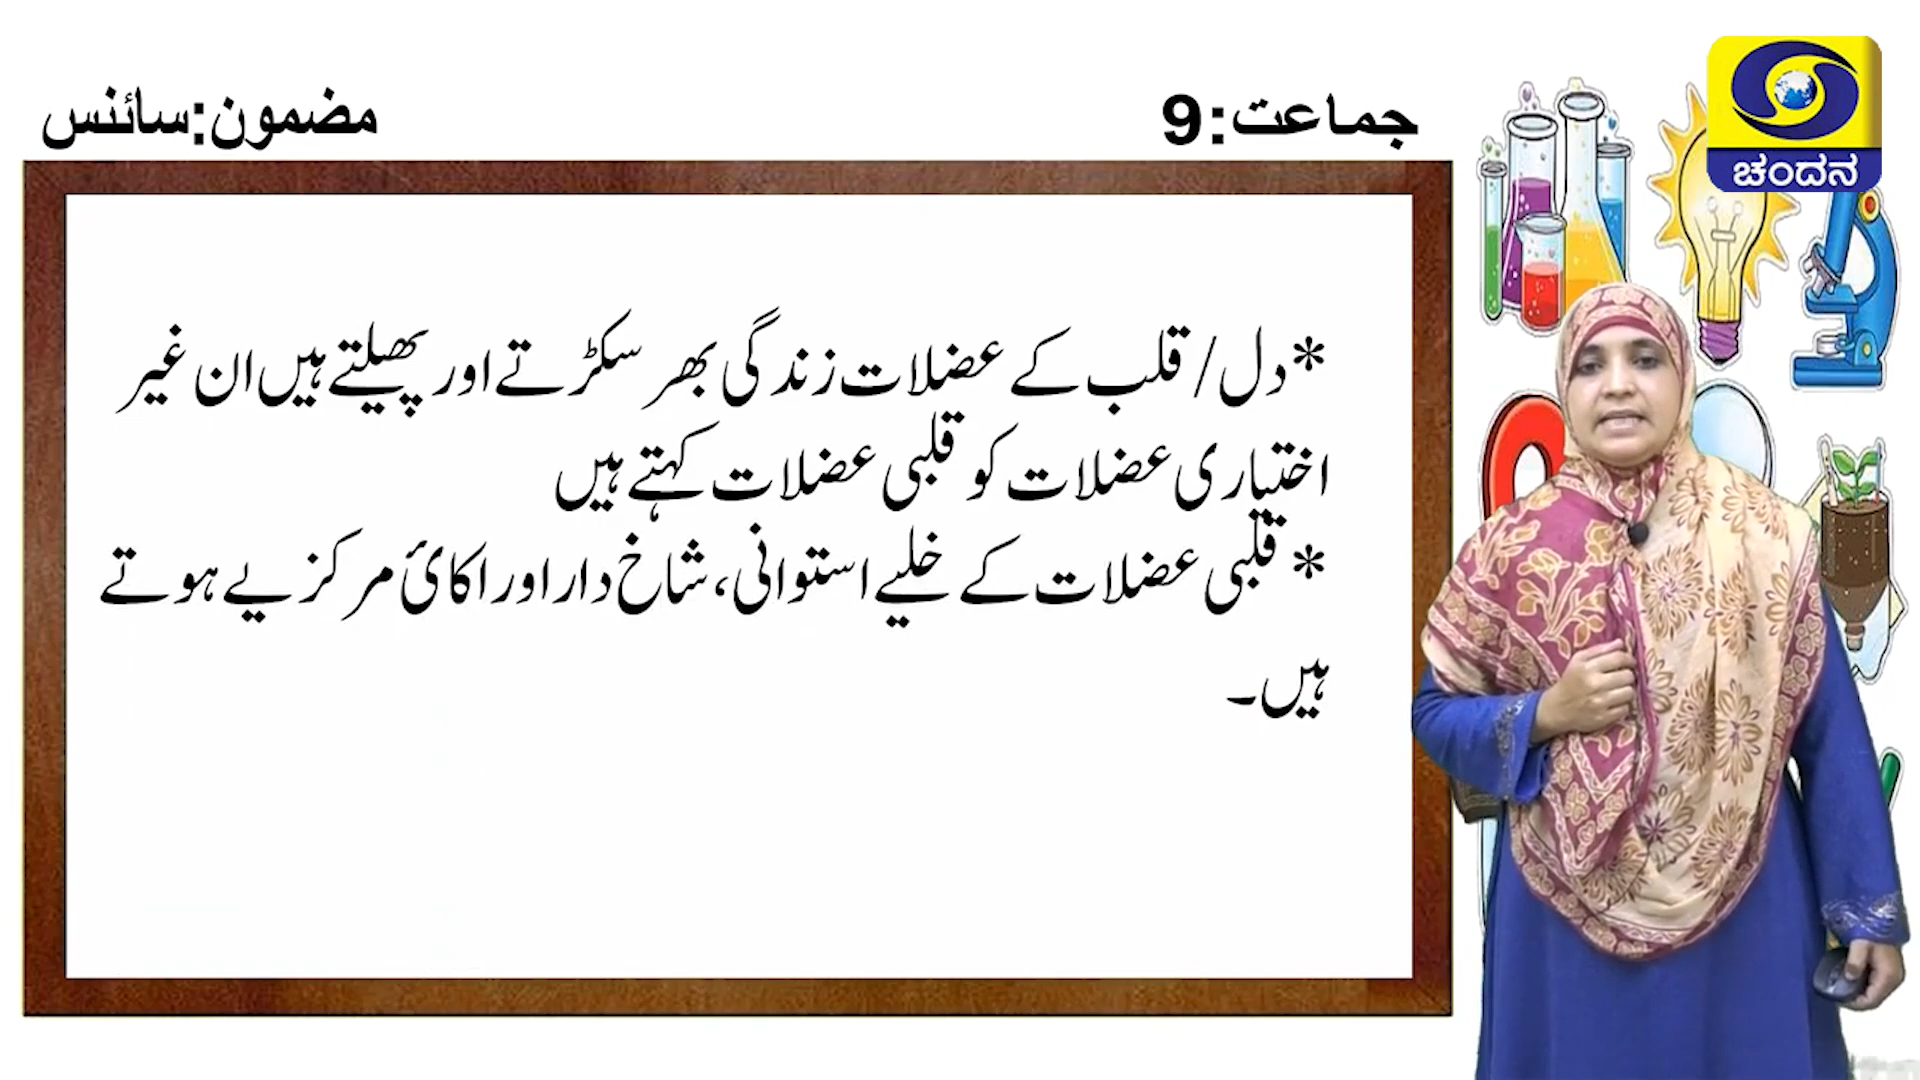 جماعت:9
مضمون:سائنس
ಚಂದನ
*دل/قلب کے عضلات زندگی بھر سکڑتے اور پھیلتے ہیں ان غیر
اختیاری عضلات کو قلبی عضلات کہتے ہیں
*قلبی عضلات کے خلیے استوانی، شاخ دار اور اکائ مرکزیے ہوتے
ہیں۔